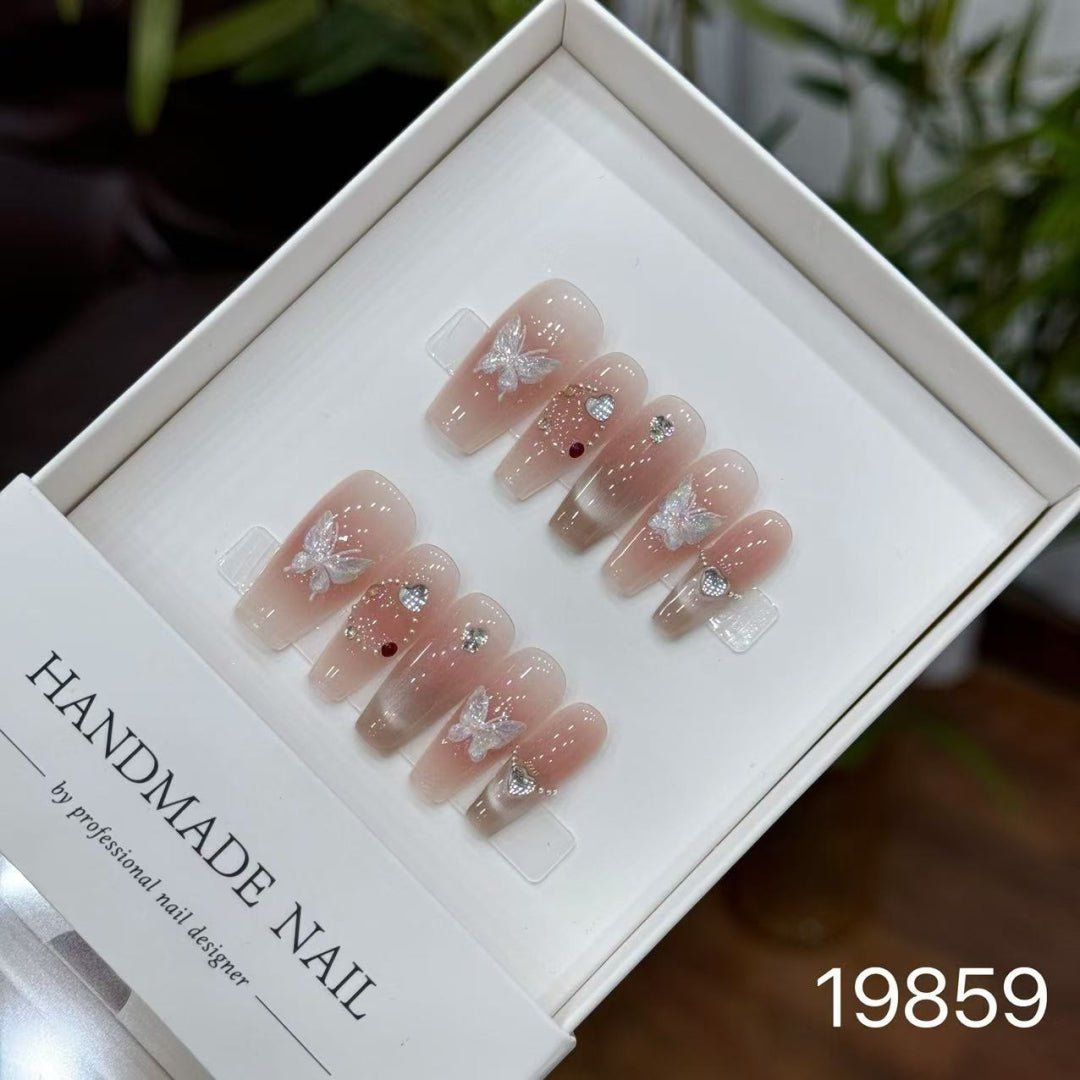 HANDMADE NAIL
by professional nail designer
19859